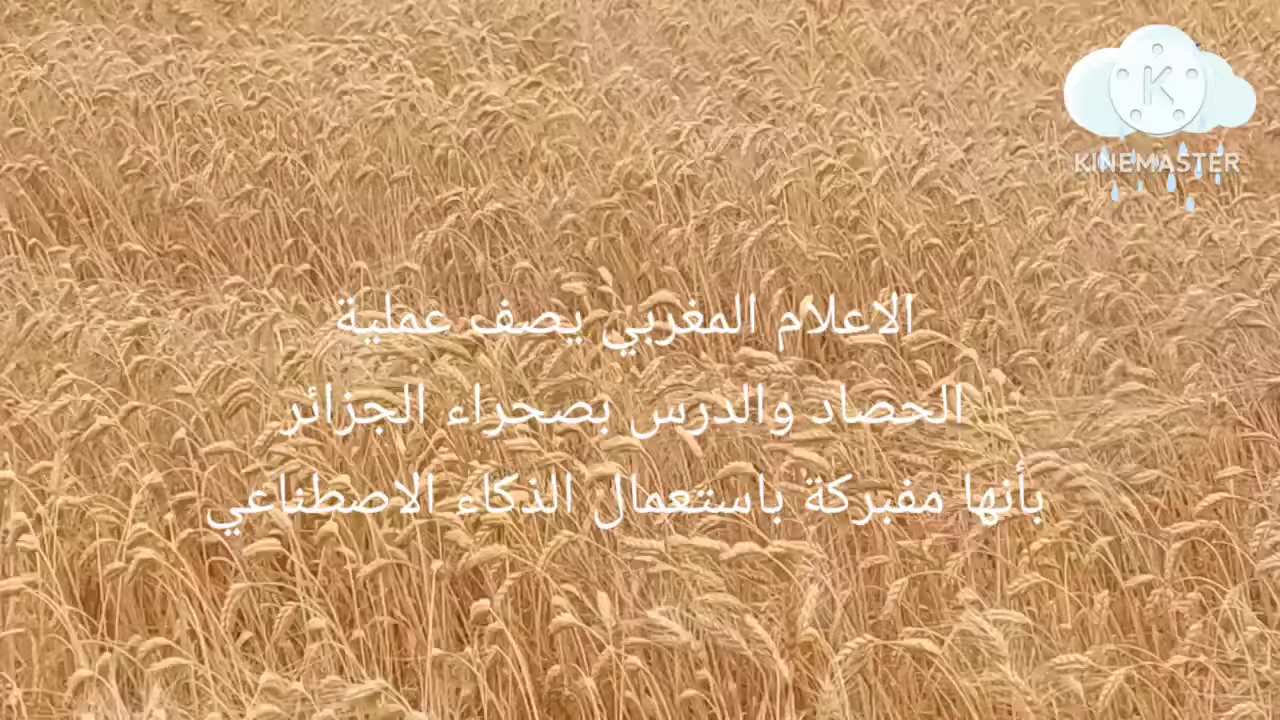 KINEMASTER
الاعلام المغربي يصف عملية
الحصاد والدرس بصحراء الجزائر
بأنها مفبركة باستعمال الذكاء الاصطناعي